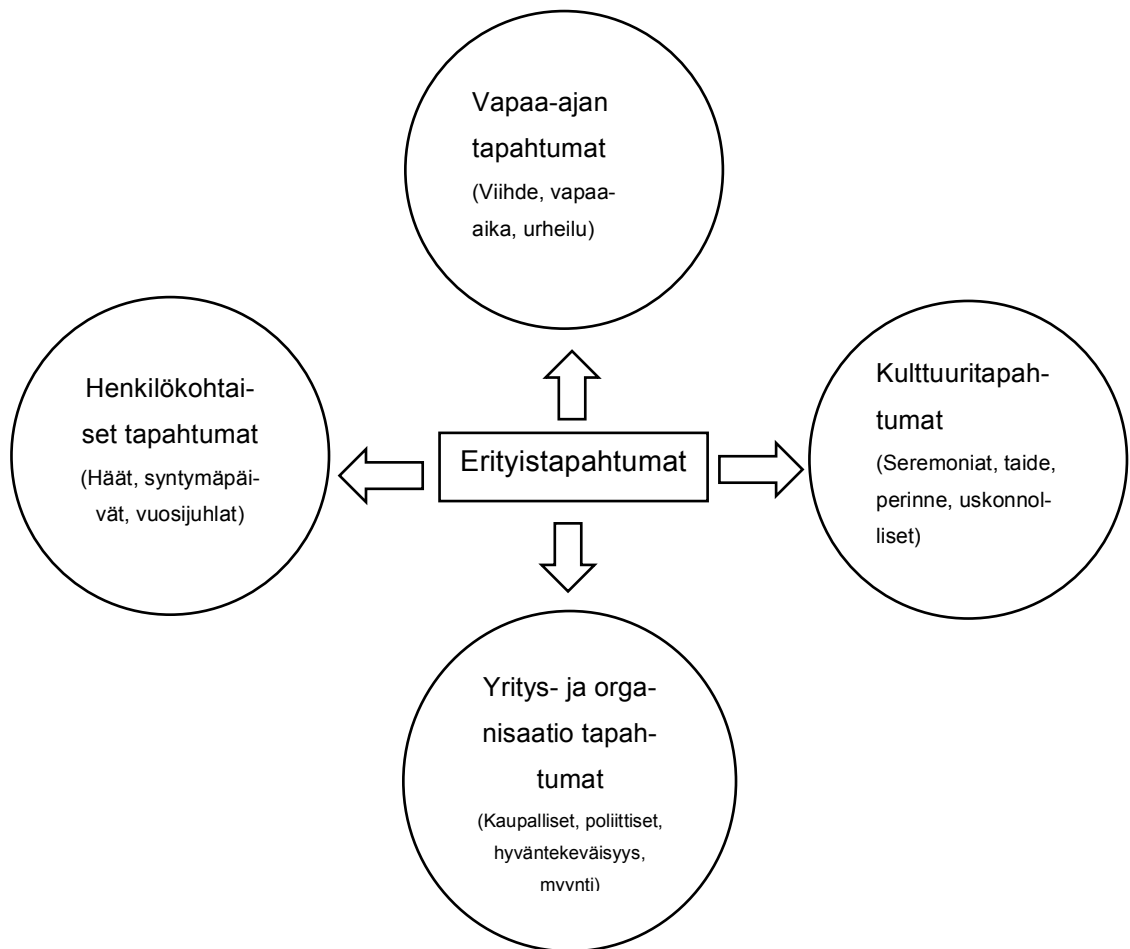 Vapaa-ajan
tapahtumat
(Viihde, vapaa-
aika, urheilu)
Henkilökohtai-
set tapahtumat
(Häät, syntymäpäi-
vät, vuosijuhlat)
Erityistapahtumat
Kulttuuritapah-
tumat
(Seremoniat, taide,
perinne, uskonnol-
liset)
Yritys- ja orga-
nisaatio tapah-
tumat
(Kaupalliset, poliittiset,
hyväntekeväisyys,
myynti)